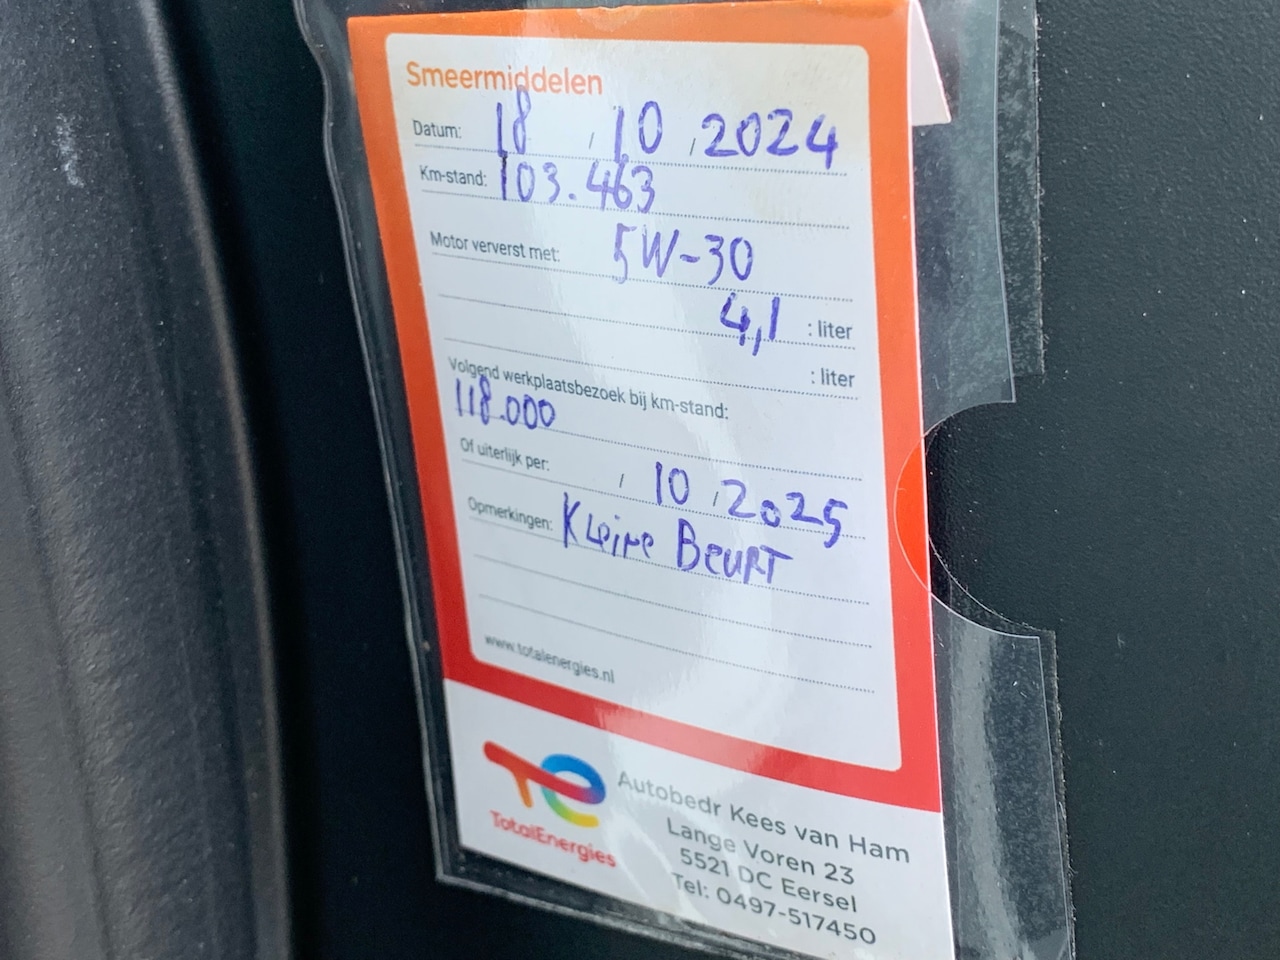 Smeermiddelen
Datum: 18 / 10 / 2024
Km-stand: 103.463
Motor ververst met: 5W-30
4,1 : liter
: liter
Volgend werkplaatsbezoek bij km-stand:
118.000
Of uiterlijk per: / 10 / 2025
Opmerkingen: Kleine Beurt
www.totalenergies.nl
TotalEnergies
Autobedr Kees van Ham
Lange Voren 23
5521 DC Eersel
Tel: 0497-517450